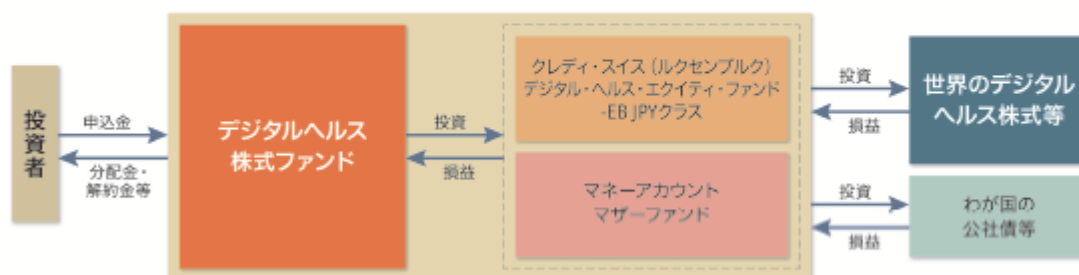 投資者
申込金
分配金・
解約金等
デジタルヘルス
株式ファンド
投資
損益
クレディ・スイス（ルクセンブルク）
デジタル・ヘルス・エクイティ・ファンド
-EB JPYクラス
マネーアカウント
マザーファンド
投資
損益
世界のデジタル
ヘルス株式等
投資
損益
わが国の
公社債等